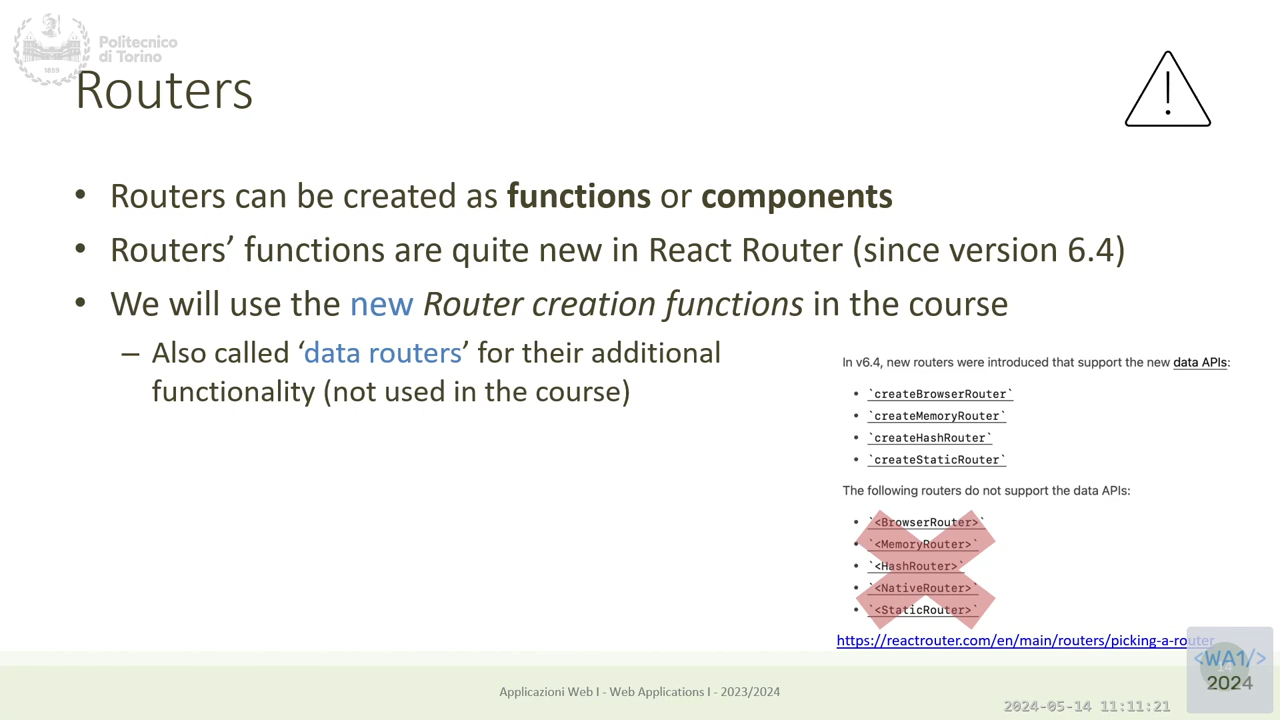 Politecnico
di Torino
1859
Routers
• Routers can be created as functions or components
• Routers’ functions are quite new in React Router (since version 6.4)
• We will use the new Router creation functions in the course
– Also called ‘data routers’ for their additional
functionality (not used in the course)
In v6.4, new routers were introduced that support the new data APIs:
• `createBrowserRouter`
• `createMemoryRouter`
• `createHashRouter`
• `createStaticRouter`
The following routers do not support the data APIs:
• `<BrowserRouter>`
• `<MemoryRouter>`
• `<HashRouter>`
• `<NativeRouter>`
• `<StaticRouter>`
https://reactrouter.com/en/main/routers/picking-a-router
<WA1/>
2024
Applicazioni Web I - Web Applications I - 2023/2024
2024-05-14 11:11:21